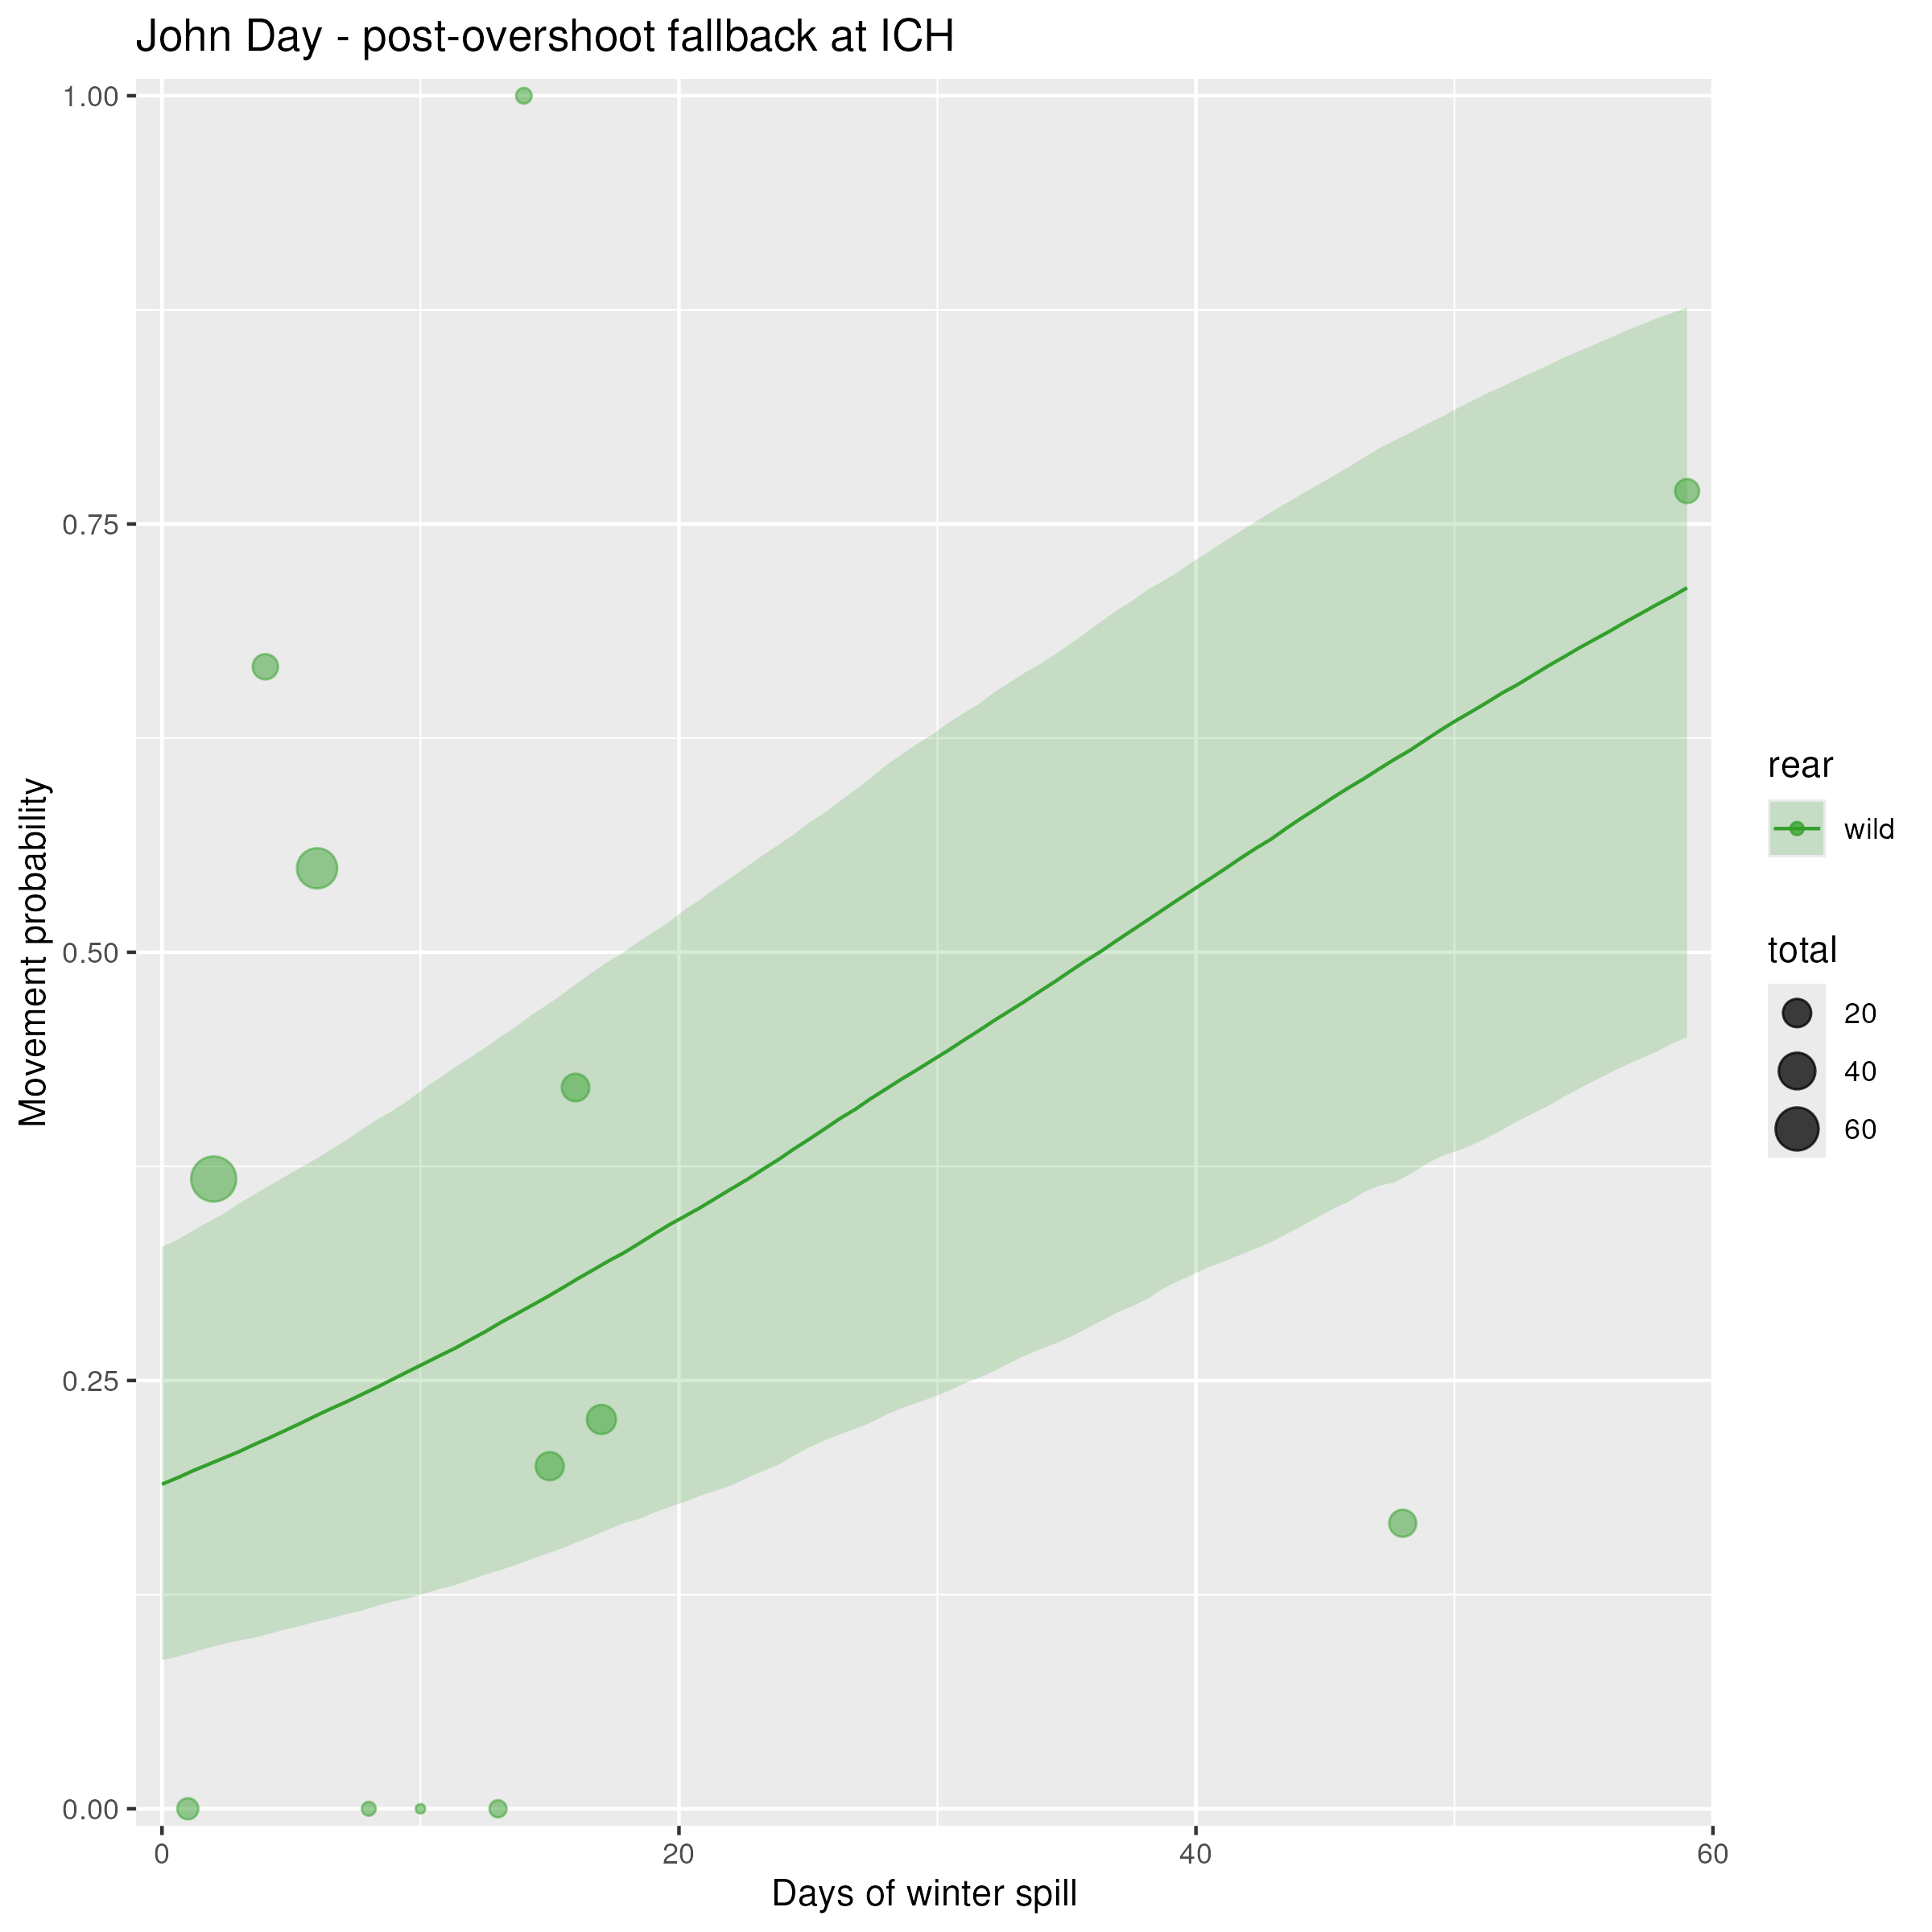 John Day - post-overshoot fallback at ICH
1.00
0.75
0.50
0.25
0.00
Movement probability
0
20
40
60
Days of winter spill
rear
wild
total
20
40
60